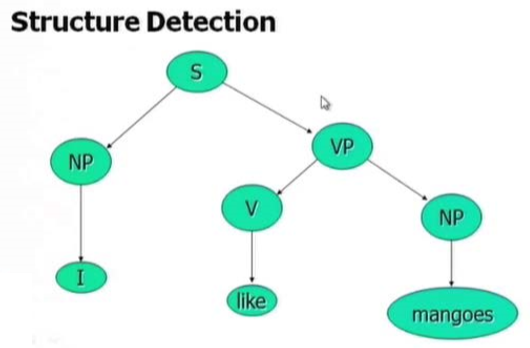 Structure Detection
S
NP
VP
V
NP
I
like
mangoes